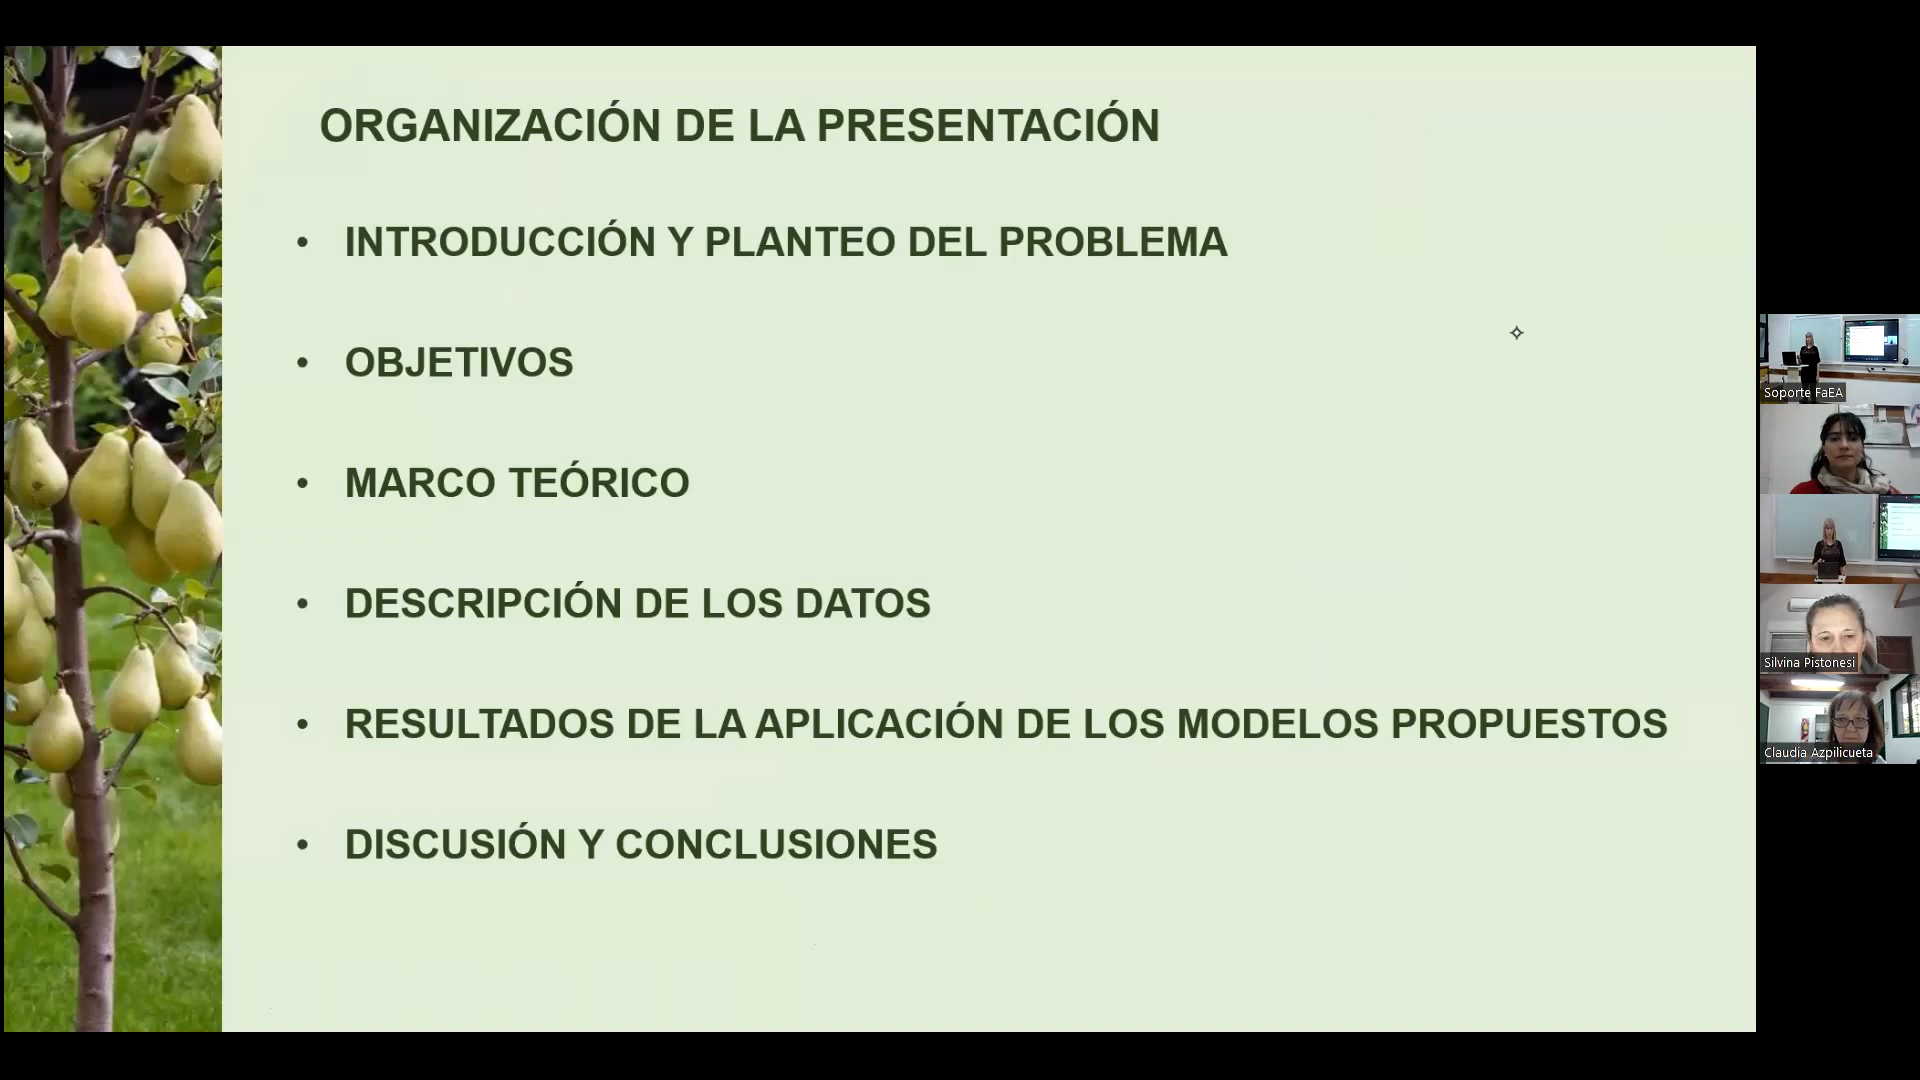 ORGANIZACIÓN DE LA PRESENTACIÓN
• INTRODUCCIÓN Y PLANTEO DEL PROBLEMA
• OBJETIVOS
• MARCO TEÓRICO
• DESCRIPCIÓN DE LOS DATOS
• RESULTADOS DE LA APLICACIÓN DE LOS MODELOS PROPUESTOS
• DISCUSIÓN Y CONCLUSIONES
Soporte FaEA
Silvina Pistonesi
Claudia Azpilicueta